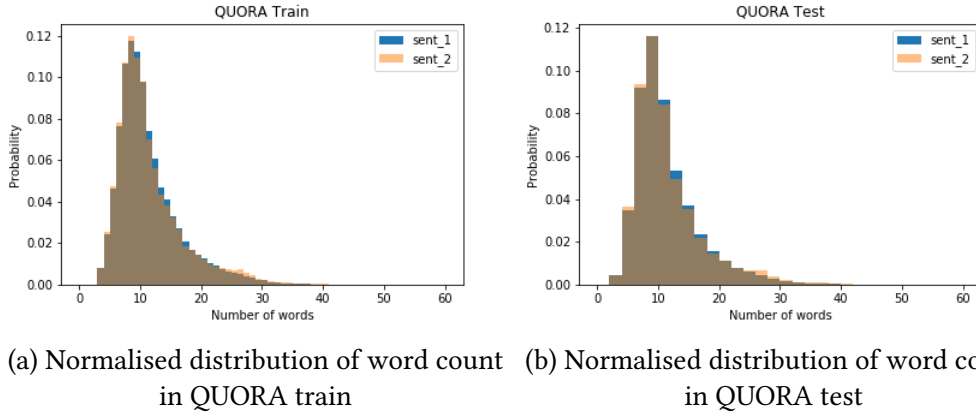 QUORA Train
QUORA Test
0.12
0.10
0.08
0.06
0.04
0.02
0.00
Probability
sent_1
sent_2
0 10 20 30 40 50 60
Number of words
0.12
0.10
0.08
0.06
0.04
0.02
0.00
Probability
sent_1
sent_2
0 10 20 30 40 50 60
Number of words
(a) Normalised distribution of word count
in QUORA train
(b) Normalised distribution of word co
in QUORA test